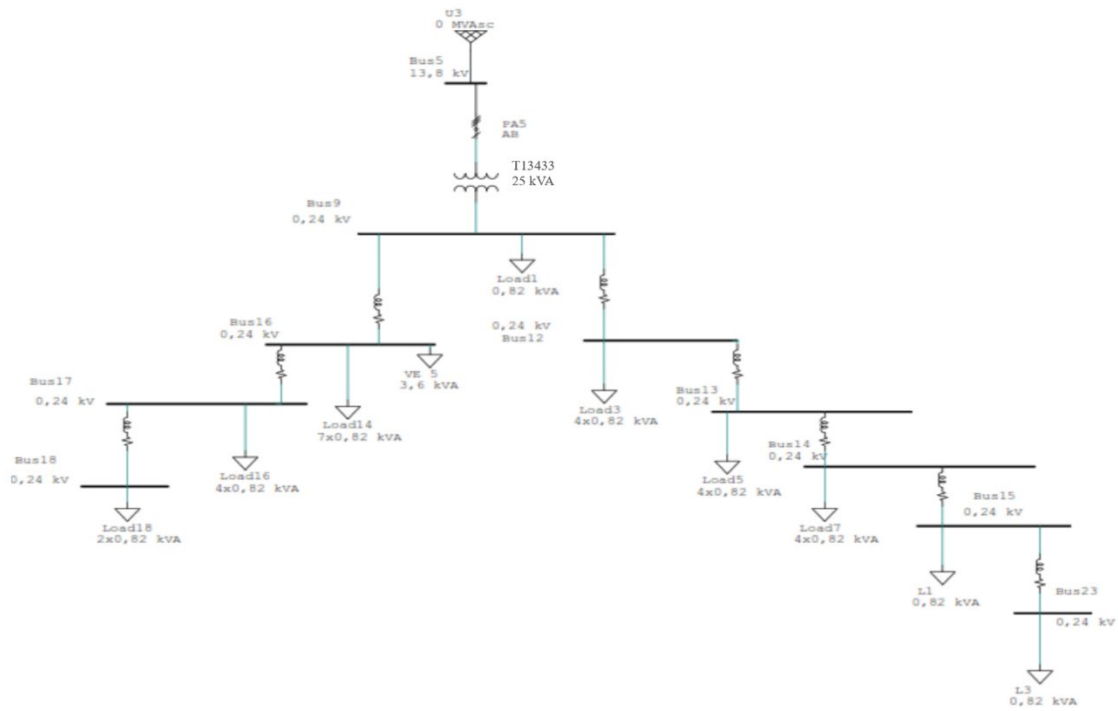 U3
0 MVAsc
Bus5
13,8 kV
PA5
AB
T13433
25 kVA
Bus9
0,24 kV
Load1
0,82 kVA
Bus16
0,24 kV
0,24 kV
Bus12
VE 5
3,6 kVA
Bus17
0,24 kV
Load14
7x0,82 kVA
Load3
4x0,82 kVA
Bus13
0,24 kV
Bus18
0,24 kV
Load16
4x0,82 kVA
Bus14
0,24 kV
Load5
4x0,82 kVA
Load18
2x0,82 kVA
Load7
4x0,82 kVA
Bus15
0,24 kV
L1
0,82 kVA
Bus23
0,24 kV
L3
0,82 kVA